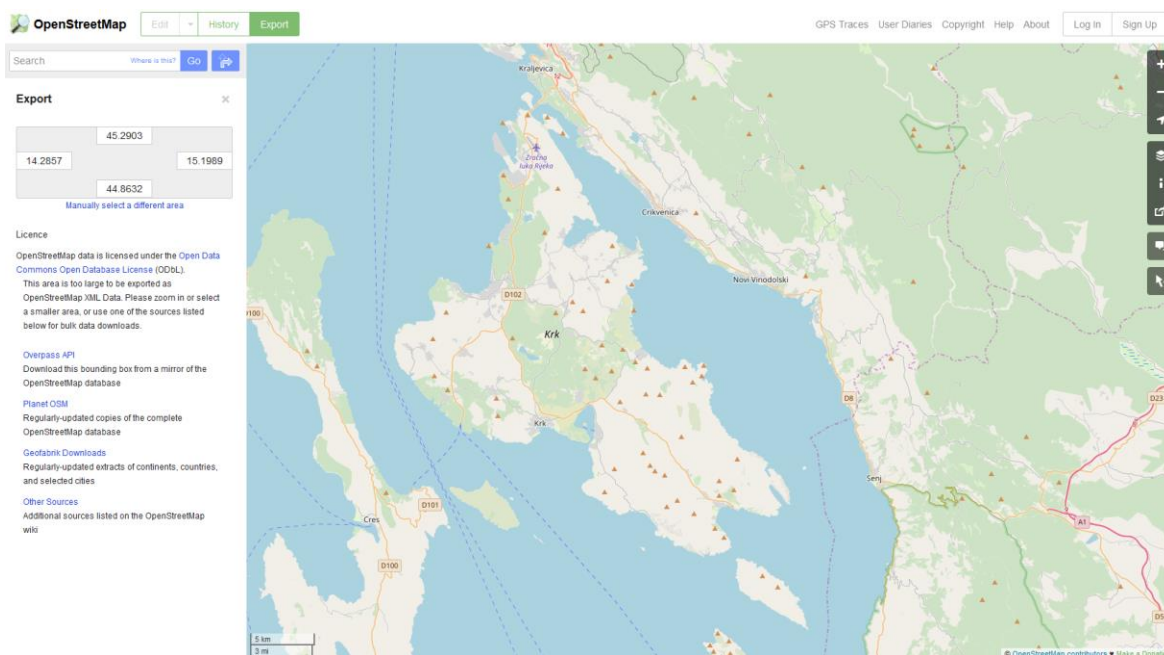 OpenStreetMap Edit History Export GPS Traces User Diaries Copyright Help About Log In Sign Up
Search Where is this? Go
Export ×
45.2903
14.2857 15.1989
44.8632
Manually select a different area
Licence
OpenStreetMap data is licensed under the Open Data
Commons Open Database License (ODbL).
This area is too large to be exported as
OpenStreetMap XML Data. Please zoom in or select
a smaller area, or use one of the sources listed
below for bulk data downloads.
Overpass API
Download this bounding box from a mirror of the
OpenStreetMap database
Planet OSM
Regularly-updated copies of the complete
OpenStreetMap database
Geofabrik Downloads
Regularly-updated extracts of continents, countries,
and selected cities
Other Sources
Additional sources listed on the OpenStreetMap
wiki
Kraljevica
Zračna
luka Rijeka
Crikvenica
Novi Vinodolski
D102
D100
Krk
D8
D23
Krk
Senj
D101
Cres
A1
D100
D5
5 km
3 mi
© OpenStreetMap contributors ♥ Make a Donati